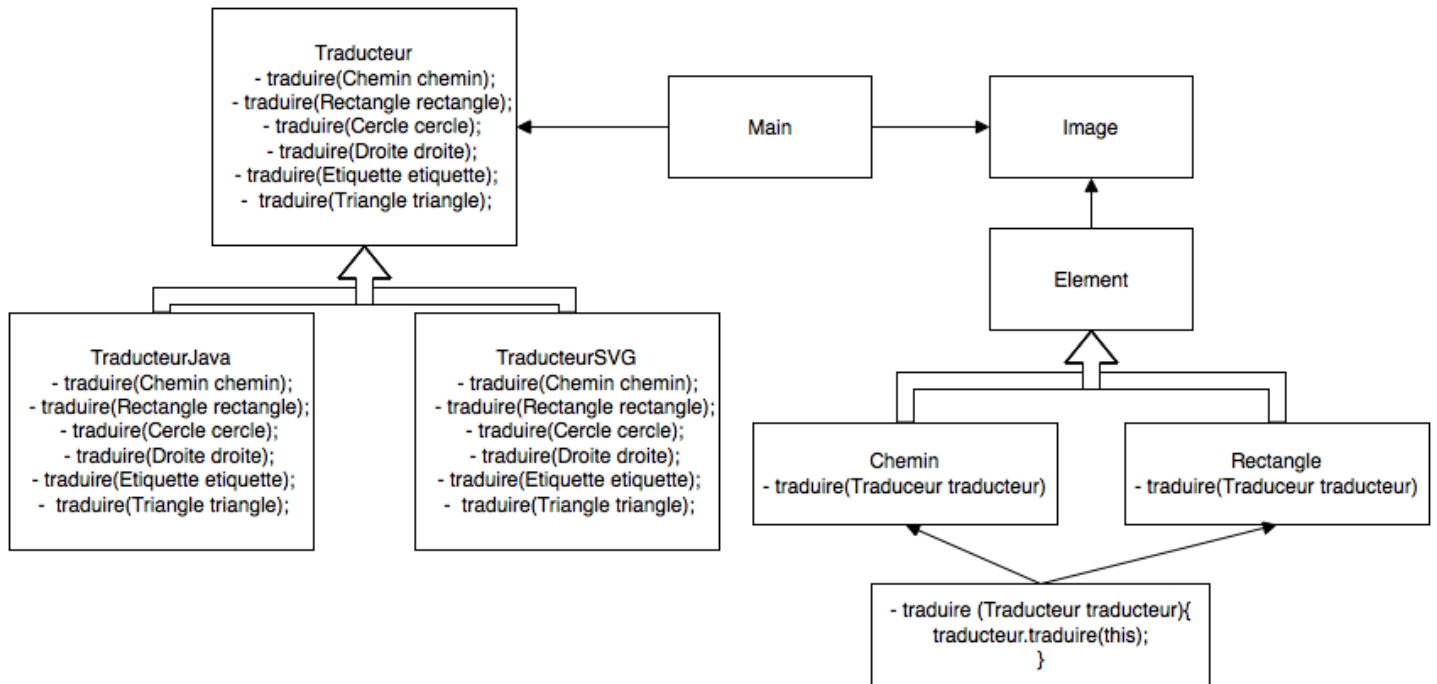 Traducteur
- traduire(Chemin chemin);
- traduire(Rectangle rectangle);
- traduire(Cercle cercle);
- traduire(Droite droite);
- traduire(Etiquette etiquette);
- traduire(Triangle triangle);
Main
Image
Element
TraducteurJava
- traduire(Chemin chemin);
- traduire(Rectangle rectangle);
- traduire(Cercle cercle);
- traduire(Droite droite);
- traduire(Etiquette etiquette);
- traduire(Triangle triangle);
TraducteurSVG
- traduire(Chemin chemin);
- traduire(Rectangle rectangle);
- traduire(Cercle cercle);
- traduire(Droite droite);
- traduire(Etiquette etiquette);
- traduire(Triangle triangle);
Chemin
- traduire(Traduceur traducteur)
Rectangle
- traduire(Traduceur traducteur)
- traduire (Traducteur traducteur){
traducteur.traduire(this);
}